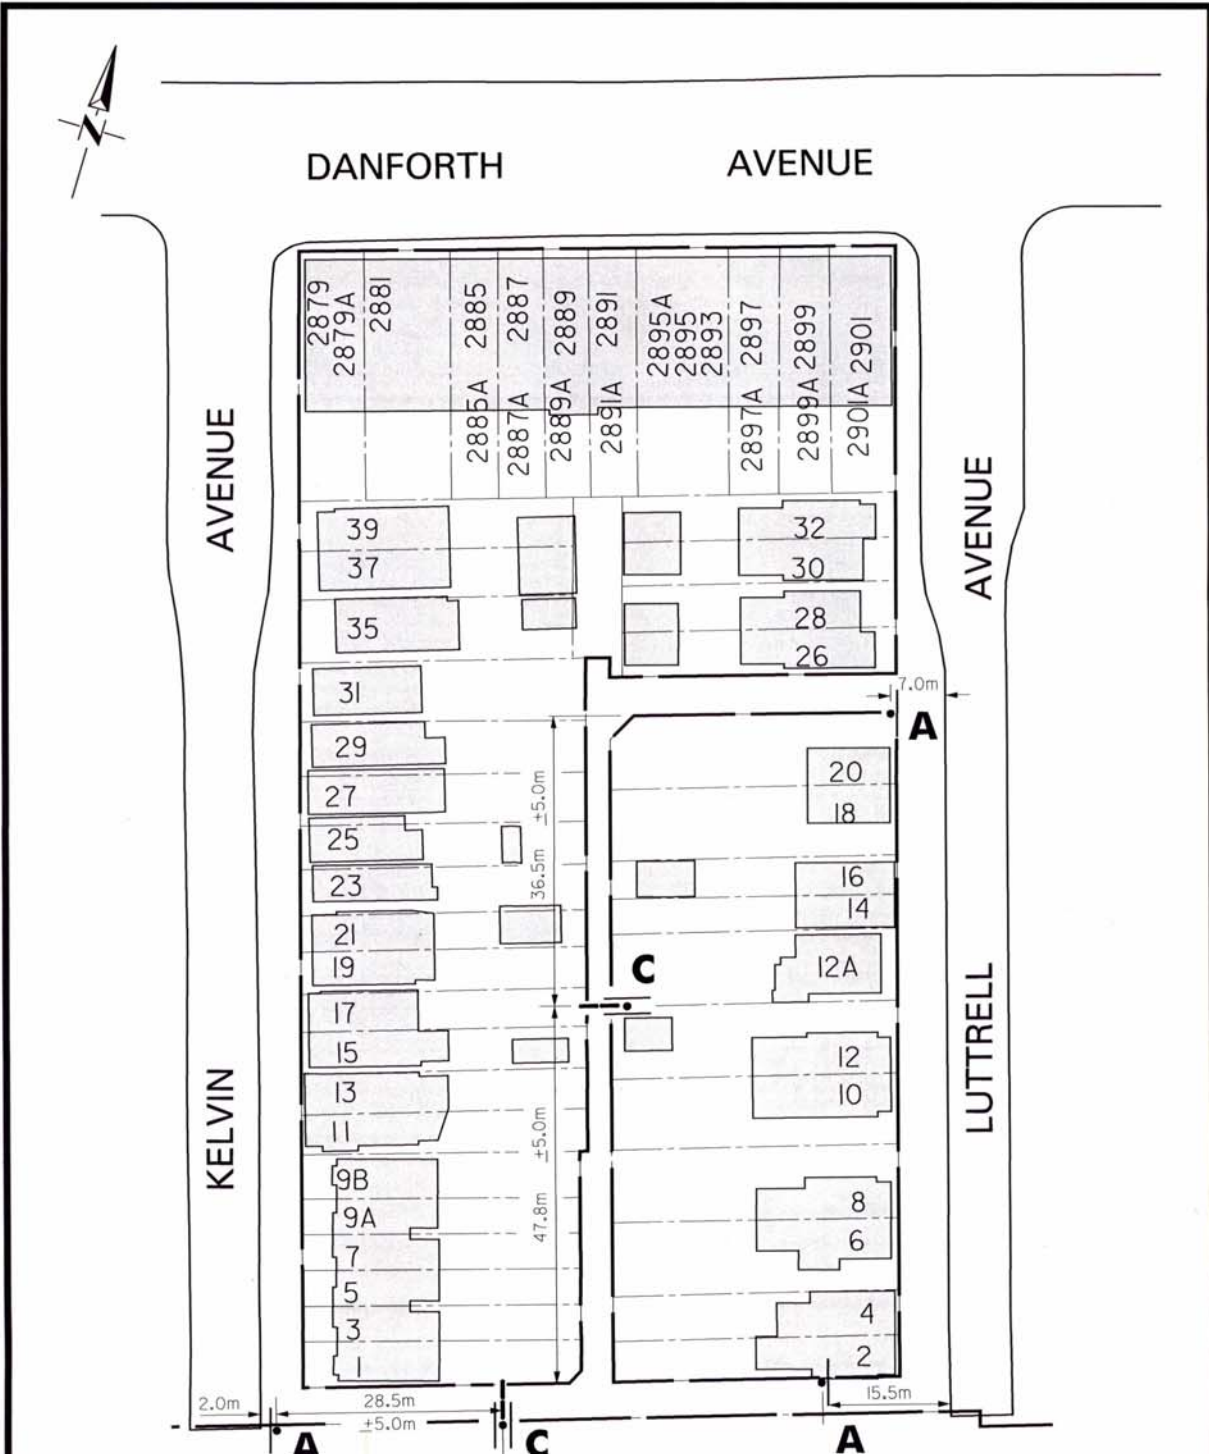 N
DANFORTH AVENUE
2879
2879A
2881
2885
2887
2889
2891
2895A
2895
2893
2897
2899
2901
2885A
2887A
2889A
2891A
2897A
2899A
2901A
AVENUE
AVENUE
39
37
35
31
29
27
25
23
21
19
17
15
13
11
9B
9A
7
5
3
1
32
30
28
26
7.0m
A
20
18
16
14
12A
12
10
8
6
4
2
±5.0m
36.5m
C
±5.0m
47.8m
KELVIN
LUTTRELL
2.0m
28.5m
±5.0m
15.5m
A
C
A